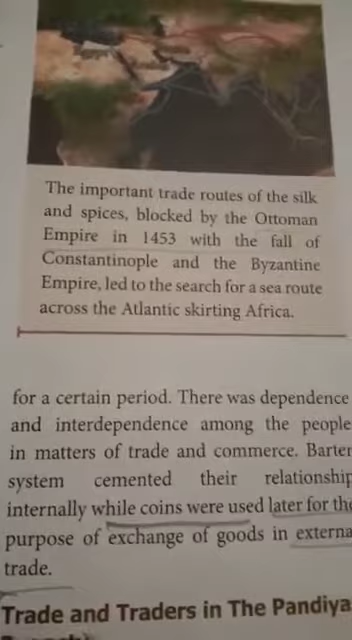 The important trade routes of the silk
and spices, blocked by the Ottoman
Empire in 1453 with the fall of
Constantinople and the Byzantine
Empire, led to the search for a sea route
across the Atlantic skirting Africa.
for a certain period. There was dependence
and interdependence among the people
in matters of trade and commerce. Barter
system cemented their relationship
internally while coins were used later for the
purpose of exchange of goods in externa
trade.
Trade and Traders in The Pandiya